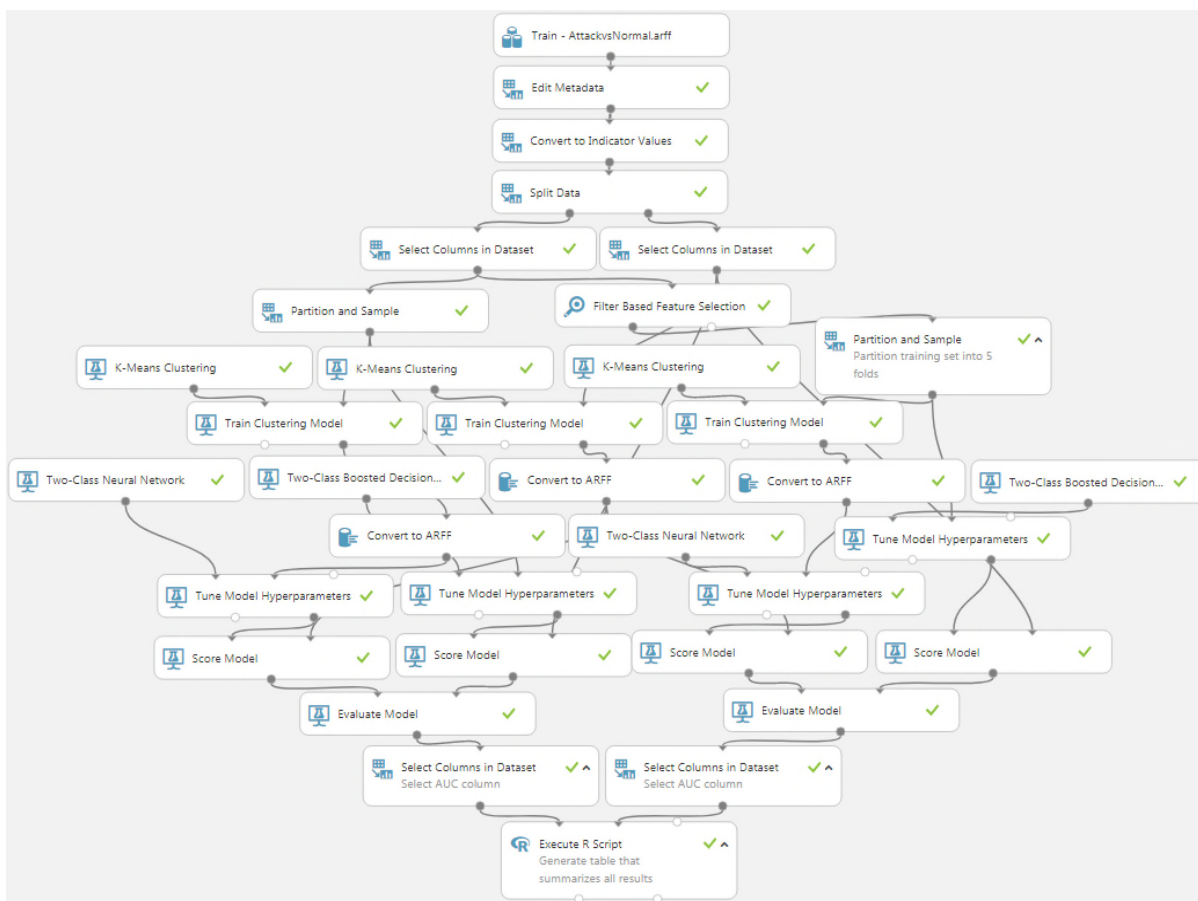 Train - AttackvsNormal.arff
Edit Metadata
Convert to Indicator Values
Split Data
Select Columns in Dataset
Select Columns in Dataset
Partition and Sample
Filter Based Feature Selection
Partition and Sample
Partition training set into 5
folds
K-Means Clustering
K-Means Clustering
K-Means Clustering
Train Clustering Model
Train Clustering Model
Train Clustering Model
Two-Class Neural Network
Two-Class Boosted Decision...
Convert to ARFF
Convert to ARFF
Two-Class Boosted Decision...
Convert to ARFF
Two-Class Neural Network
Tune Model Hyperparameters
Tune Model Hyperparameters
Tune Model Hyperparameters
Tune Model Hyperparameters
Score Model
Score Model
Score Model
Score Model
Evaluate Model
Evaluate Model
Select Columns in Dataset
Select AUC column
Select Columns in Dataset
Select AUC column
Execute R Script
Generate table that
summarizes all results